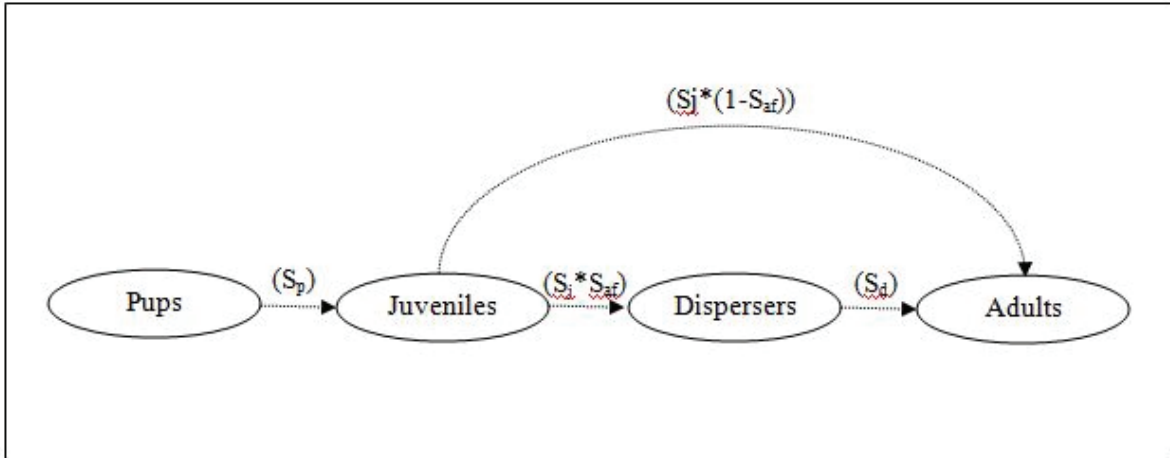 (Sj*(1-Saf))
(Sp)
(Sj*Saf)
(Sd)
Pups
Juveniles
Dispersers
Adults